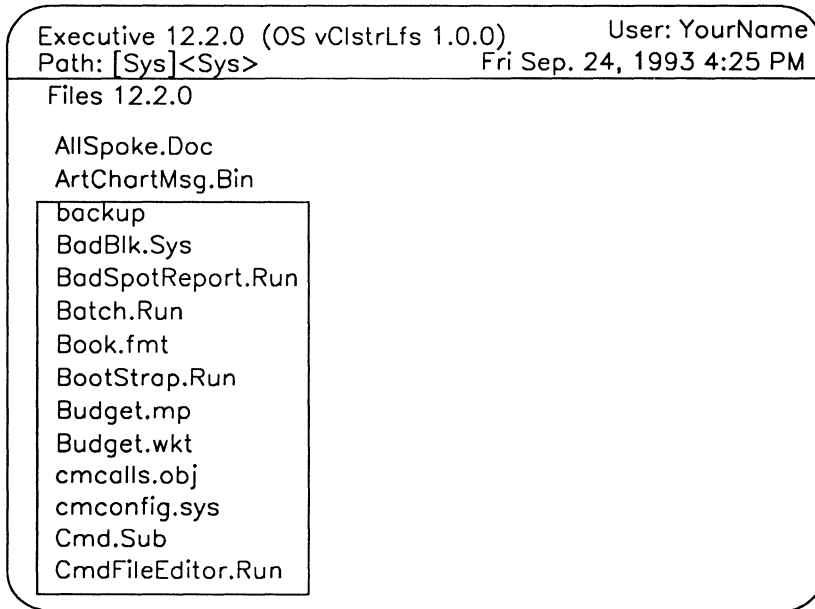 Executive 12.2.0 (OS vClstrLfs 1.0.0) User: YourName
Path: [Sys]<Sys> Fri Sep. 24, 1993 4:25 PM
Files 12.2.0
AllSpoke.Doc
ArtChartMsg.Bin
backup
BadBlk.Sys
BadSpotReport.Run
Batch.Run
Book.fmt
BootStrap.Run
Budget.mp
Budget.wkt
cmcalls.obj
cmconfig.sys
Cmd.Sub
CmdFileEditor.Run